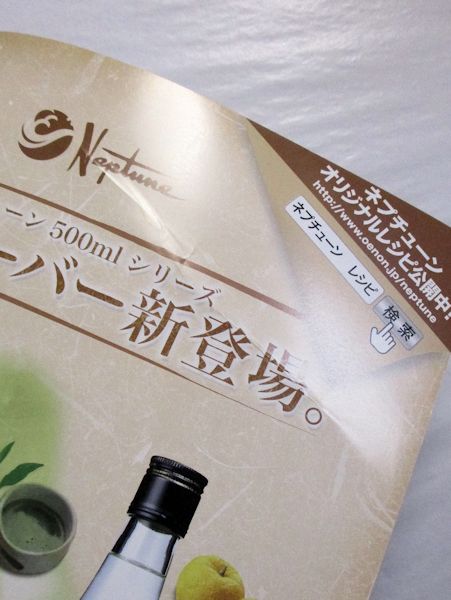 Neptune
ネプチューン
オリジナルレシピ公開中!
http://www.oenon.jp/neptune
ネプチューン レシピ
検索
ーン 500ml シリーズ
ーバー新登場。